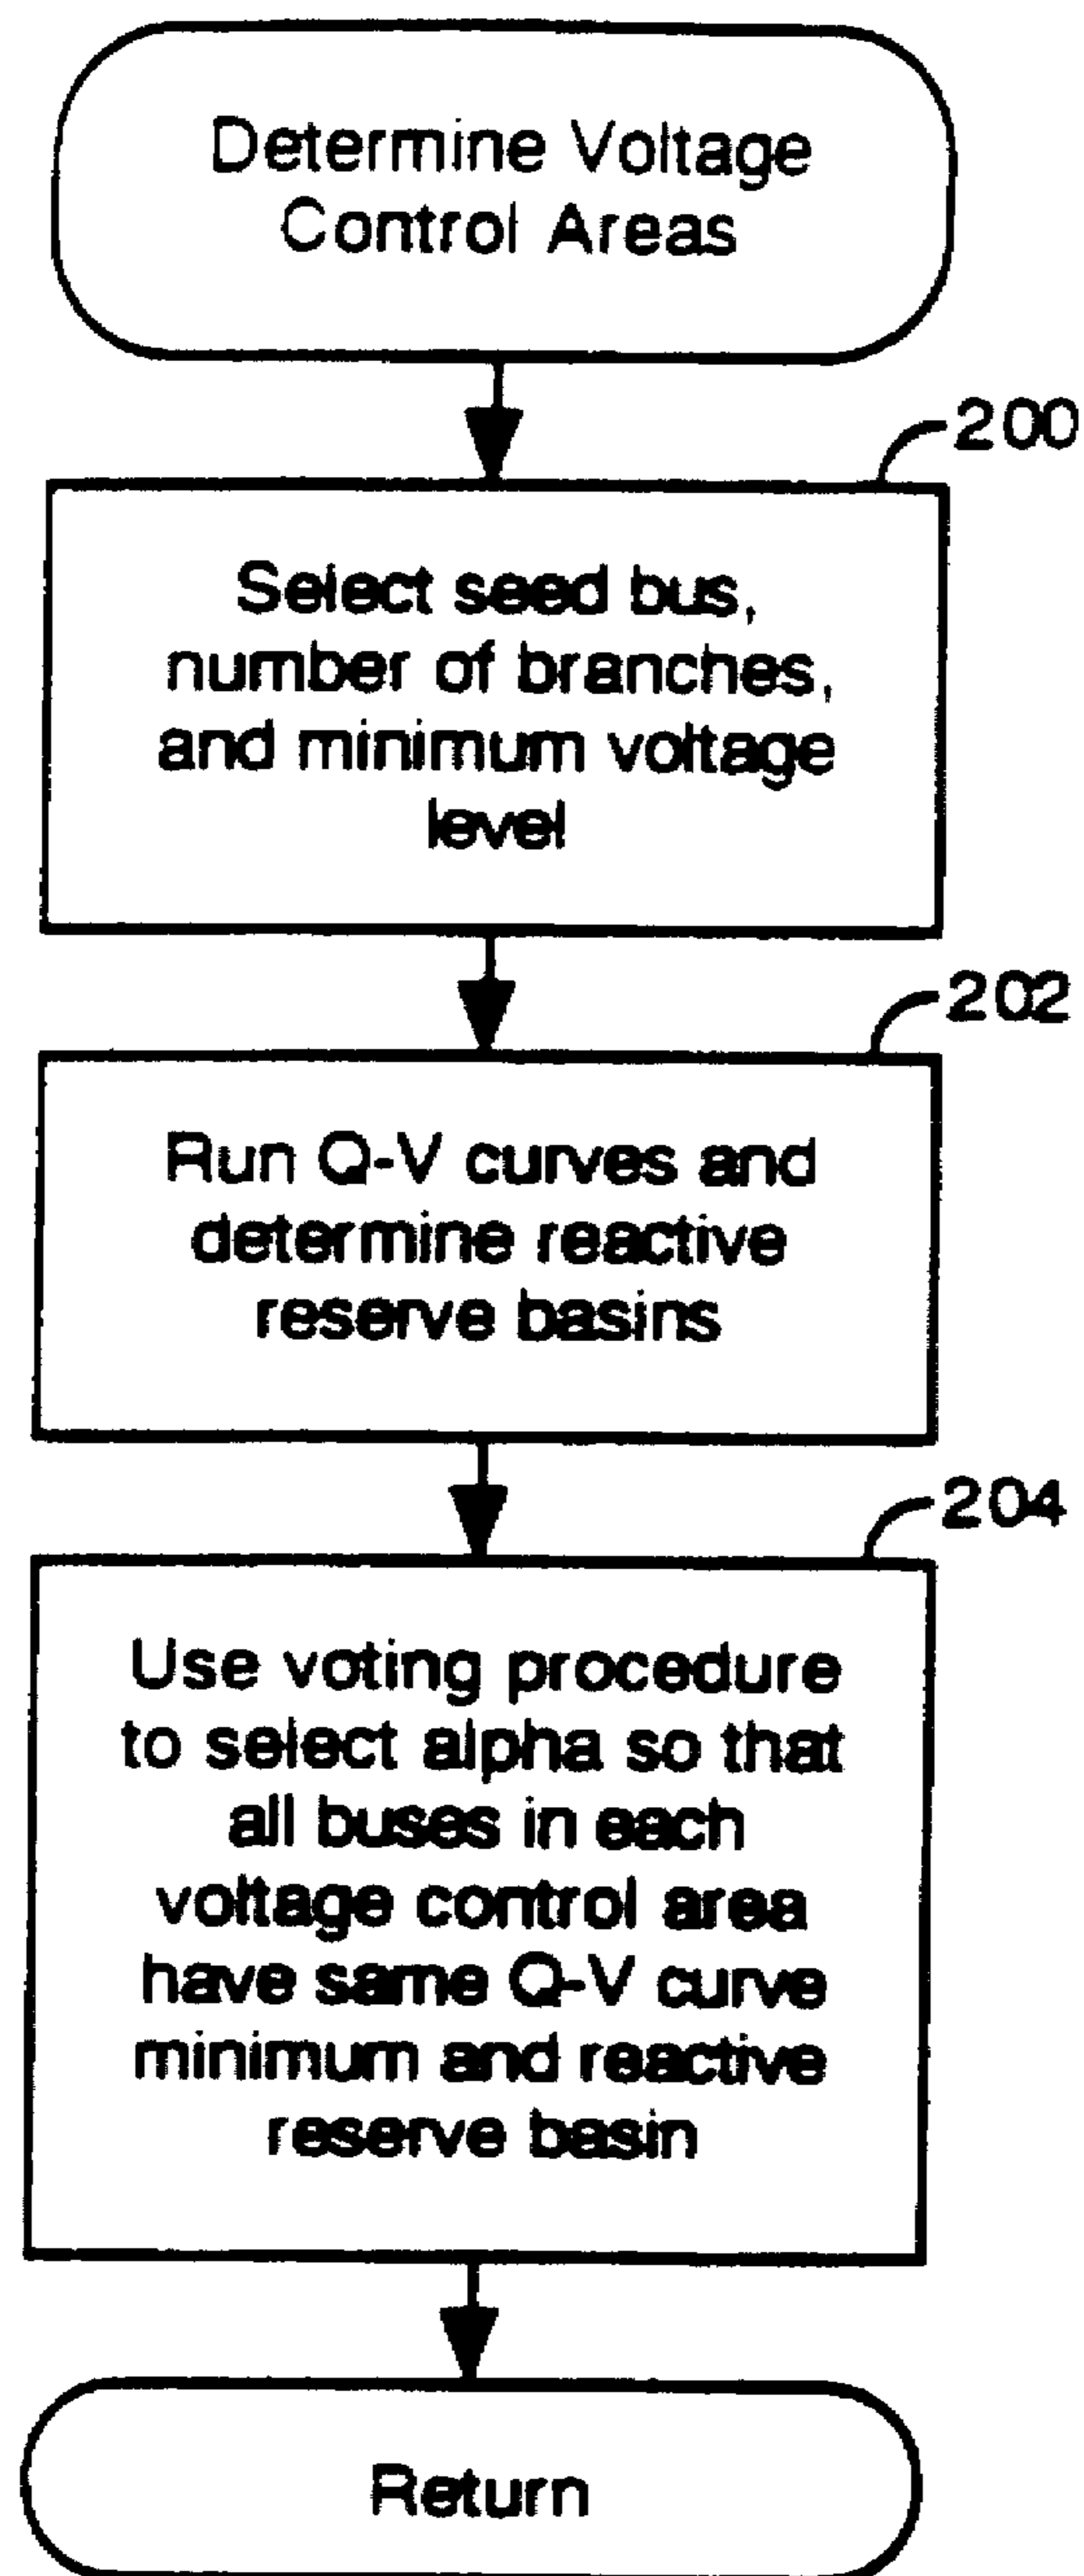 Determine Voltage
Control Areas
200
Select seed bus,
number of branches,
and minimum voltage
level
202
Run Q-V curves and
determine reactive
reserve basins
204
Use voting procedure
to select alpha so that
all buses in each
voltage control area
have same Q-V curve
minimum and reactive
reserve basin
Return